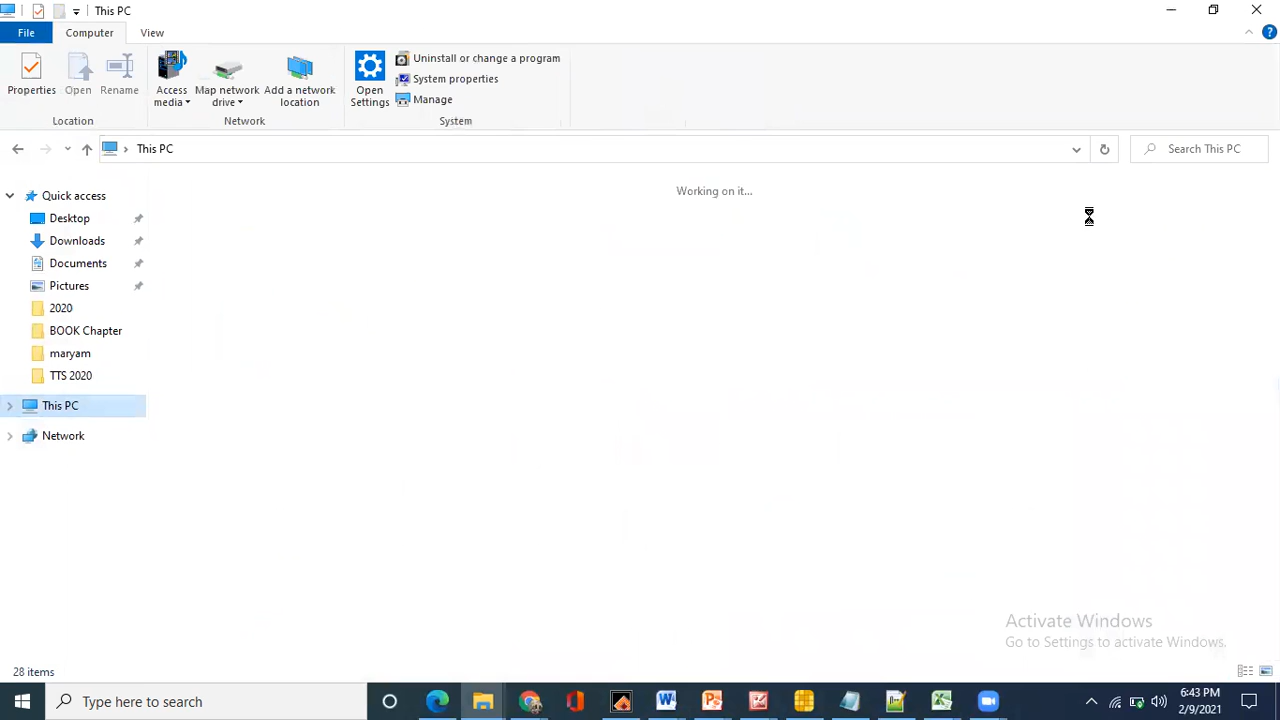 This PC
File Computer View
Properties Open Rename Access media Map network drive Add a network location Open Settings Uninstall or change a program
System properties
Manage
Location Network System
This PC Search This PC
Working on it...
Quick access
Desktop
Downloads
Documents
Pictures
2020
BOOK Chapter
maryam
TTS 2020
This PC
Network
Activate Windows
Go to Settings to activate Windows.
28 items
Type here to search
6:43 PM
2/9/2021